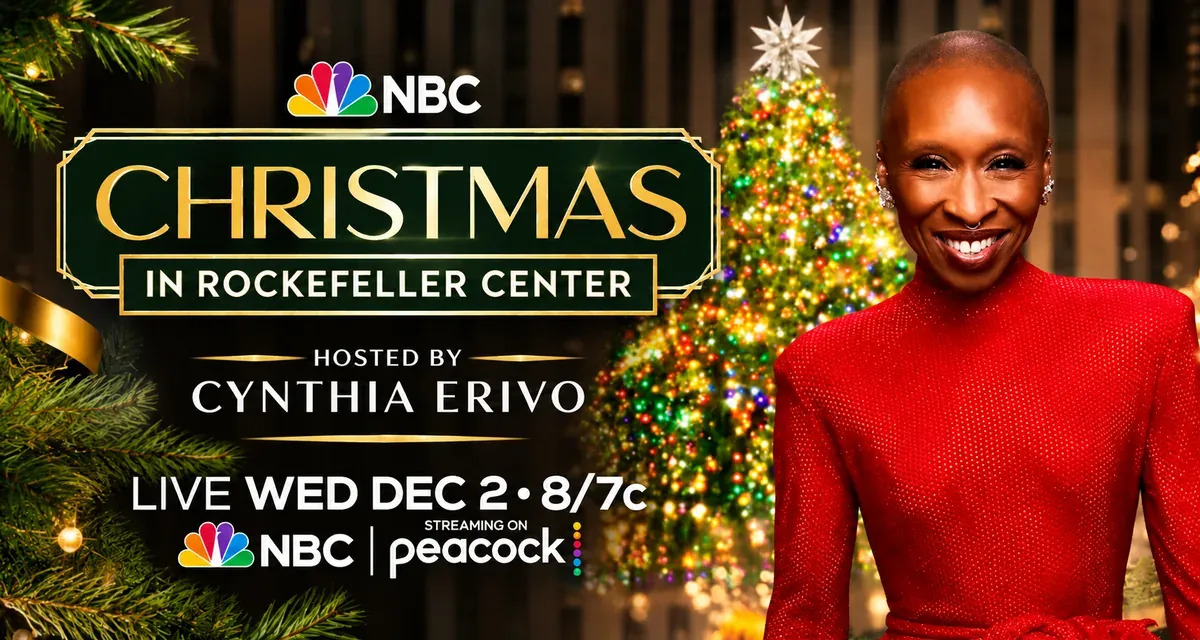 NBC
CHRISTMAS
IN ROCKEFELLER CENTER
HOSTED BY
CYNTHIA ERIVO
LIVE WED DEC 2 • 8/7c
NBC | STREAMING ON
peacock